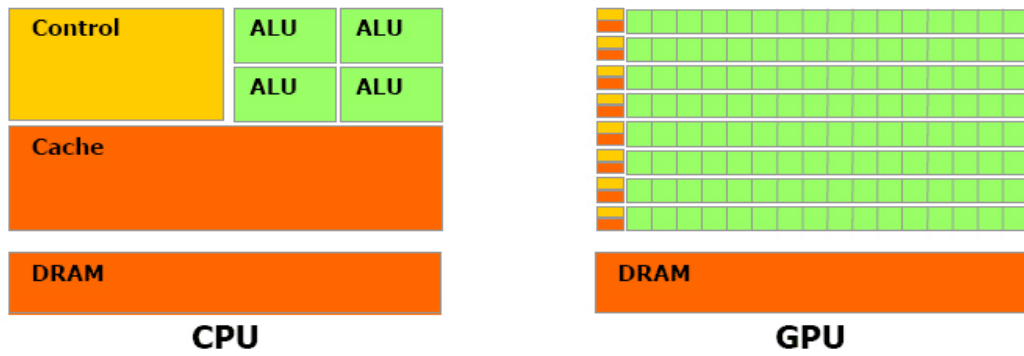 Control
ALU ALU
ALU ALU
Cache
DRAM
CPU
DRAM
GPU